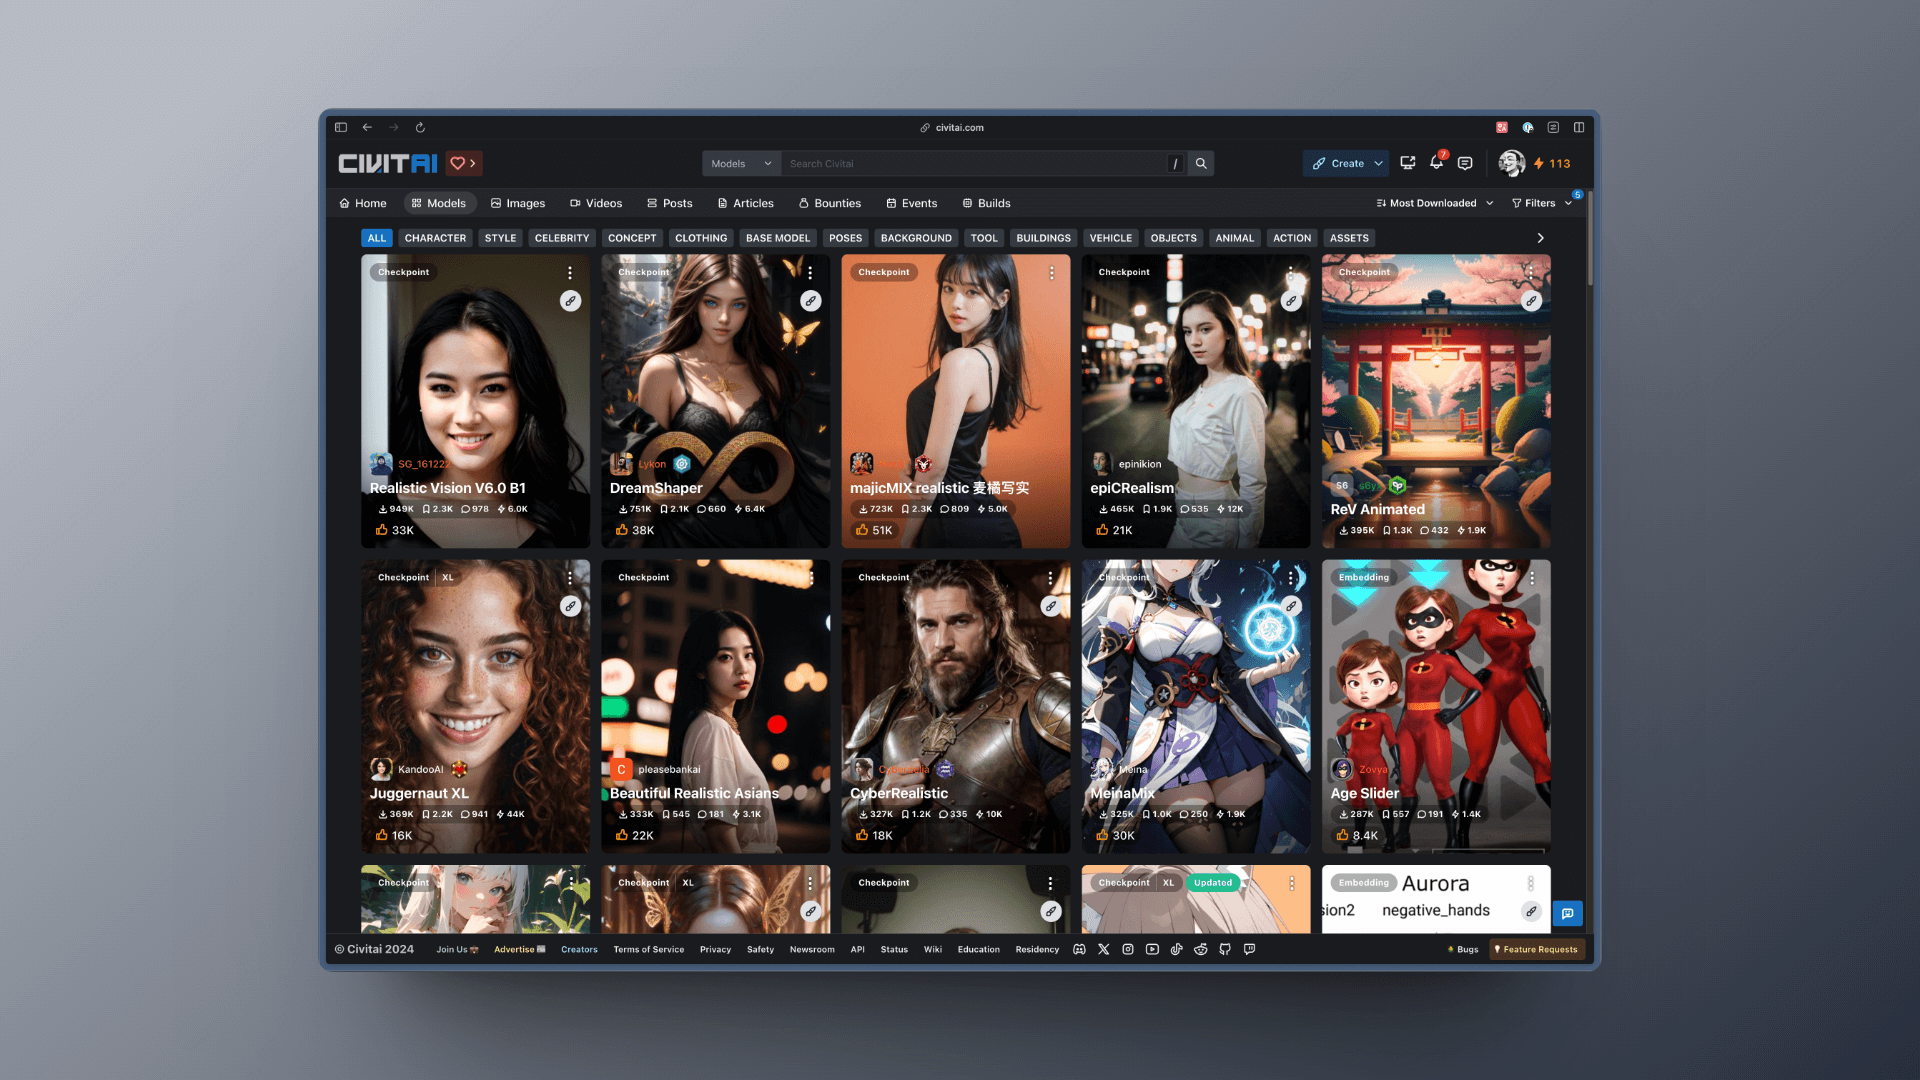 civitai.com
CIVITAI
Models
Search Civitai
/
Create
7
113
Home
Models
Images
Videos
Posts
Articles
Bounties
Events
Builds
Most Downloaded
Filters
5
ALL
CHARACTER
STYLE
CELEBRITY
CONCEPT
CLOTHING
BASE MODEL
POSES
BACKGROUND
TOOL
BUILDINGS
VEHICLE
OBJECTS
ANIMAL
ACTION
ASSETS
Checkpoint
SG_161222
Realistic Vision V6.0 B1
949K 2.3K 978 6.0K
33K
Checkpoint
Lykon
DreamShaper
751K 2.1K 660 6.4K
38K
Checkpoint
majicMIX realistic 麦橘写实
723K 2.3K 809 5.0K
51K
Checkpoint
epinikion
epiCRealism
465K 1.9K 535 12K
21K
Checkpoint
S6 s6yx
ReV Animated
395K 1.3K 432 1.9K
Checkpoint XL
KandooAI
Juggernaut XL
369K 2.2K 941 44K
16K
Checkpoint
C pleasebankai
Beautiful Realistic Asians
333K 545 181 3.1K
22K
Checkpoint
CyberRealistic
327K 1.2K 335 10K
18K
Checkpoint
Meina
MeinaMix
325K 1.0K 250 1.9K
30K
Embedding
Zovya
Age Slider
287K 557 191 1.4K
8.4K
Checkpoint
Checkpoint XL
Checkpoint
Checkpoint XL Updated
Embedding
Aurora
sion2 negative_hands
© Civitai 2024
Join Us
Advertise
Creators
Terms of Service
Privacy
Safety
Newsroom
API
Status
Wiki
Education
Residency
Bugs
Feature Requests